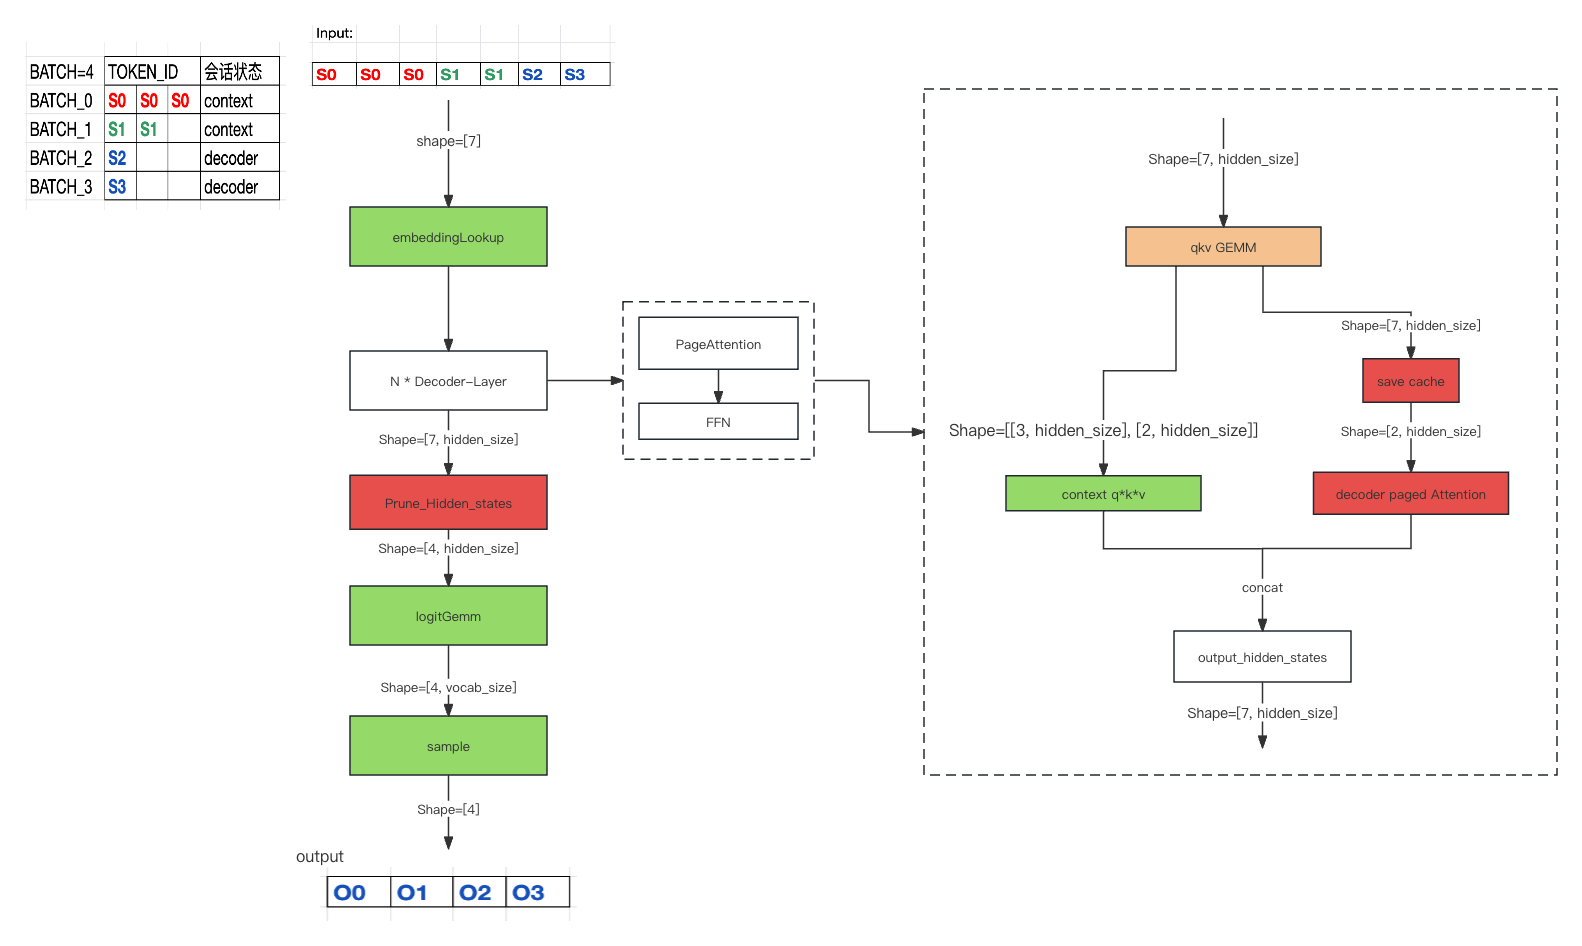 BATCH=4 TOKEN_ID 会话状态
BATCH_0 S0 S0 S0 context
BATCH_1 S1 S1 context
BATCH_2 S2 decoder
BATCH_3 S3 decoder
Input:
S0 S0 S0 S1 S1 S2 S3
shape=[7]
embeddingLookup
N * Decoder-Layer
Shape=[7, hidden_size]
Prune_Hidden_states
Shape=[4, hidden_size]
logitGemm
Shape=[4, vocab_size]
sample
Shape=[4]
output
O0 O1 O2 O3
PageAttention
FFN
Shape=[7, hidden_size]
qkv GEMM
Shape=[7, hidden_size]
save cache
Shape=[[3, hidden_size], [2, hidden_size]]
Shape=[2, hidden_size]
context q*k*v
decoder paged Attention
concat
output_hidden_states
Shape=[7, hidden_size]